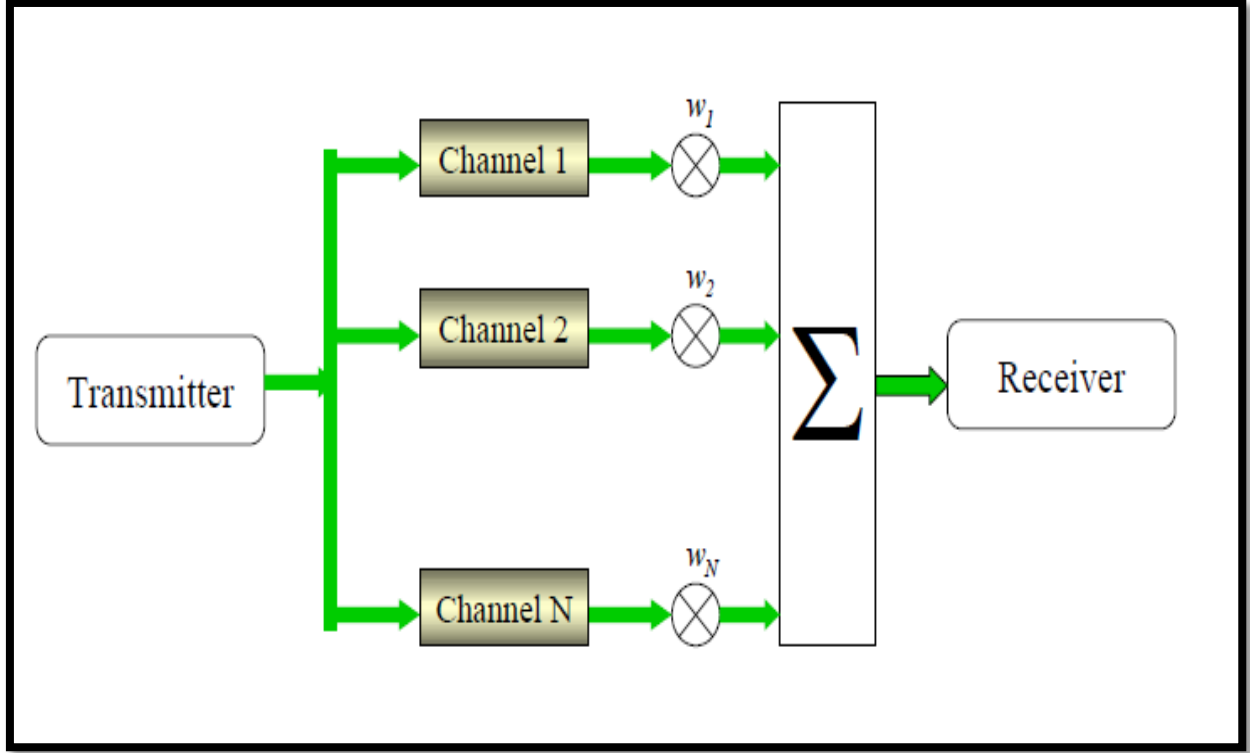 w1
Channel 1
w2
Channel 2
Transmitter
∑
Receiver
wN
Channel N